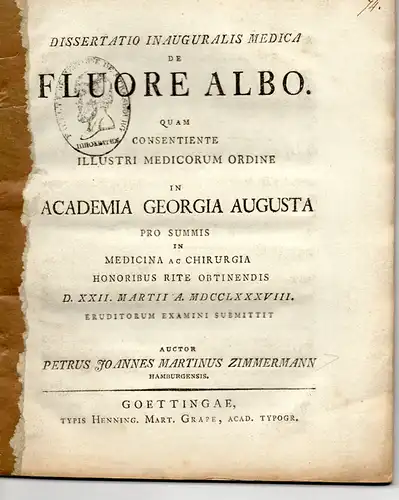 74.
DISSERTATIO INAUGURALIS MEDICA
DE
FLUORE ALBO.
QUAM
CONSENTIENTE
ILLUSTRI MEDICORUM ORDINE
IN
ACADEMIA GEORGIA AUGUSTA
PRO SUMMIS
IN
MEDICINA AC CHIRURGIA
HONORIBUS RITE OBTINENDIS
D. XXII. MARTII A. MDCCLXXXVIII.
ERUDITORUM EXAMINI SUBMITTIT
AUCTOR
PETRUS JOANNES MARTINUS ZIMMERMANN
HAMBURGENSIS.
GOETTINGAE,
TYPIS HENNING. MART. GRAPE, ACAD. TYPOGR.